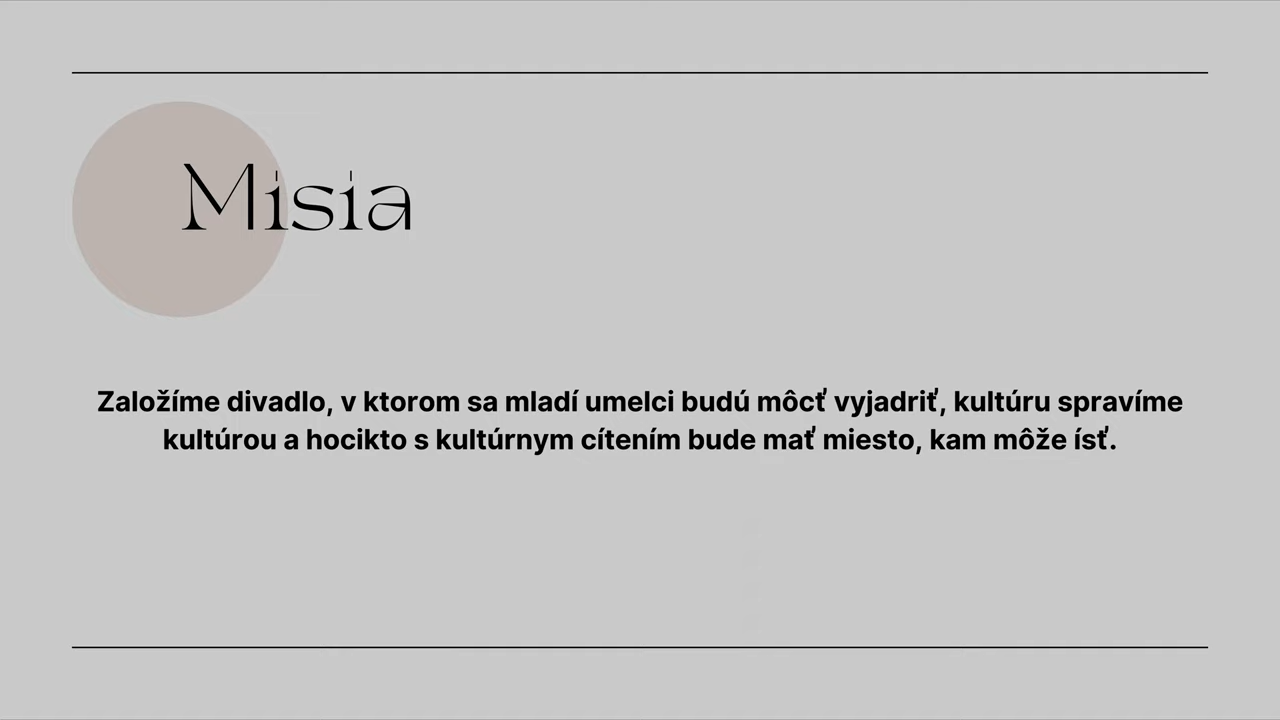 Misia
Založíme divadlo, v ktorom sa mladí umelci budú môcť vyjadriť, kultúru spravíme
kultúrou a hocikto s kultúrnym cítením bude mať miesto, kam môže ísť.